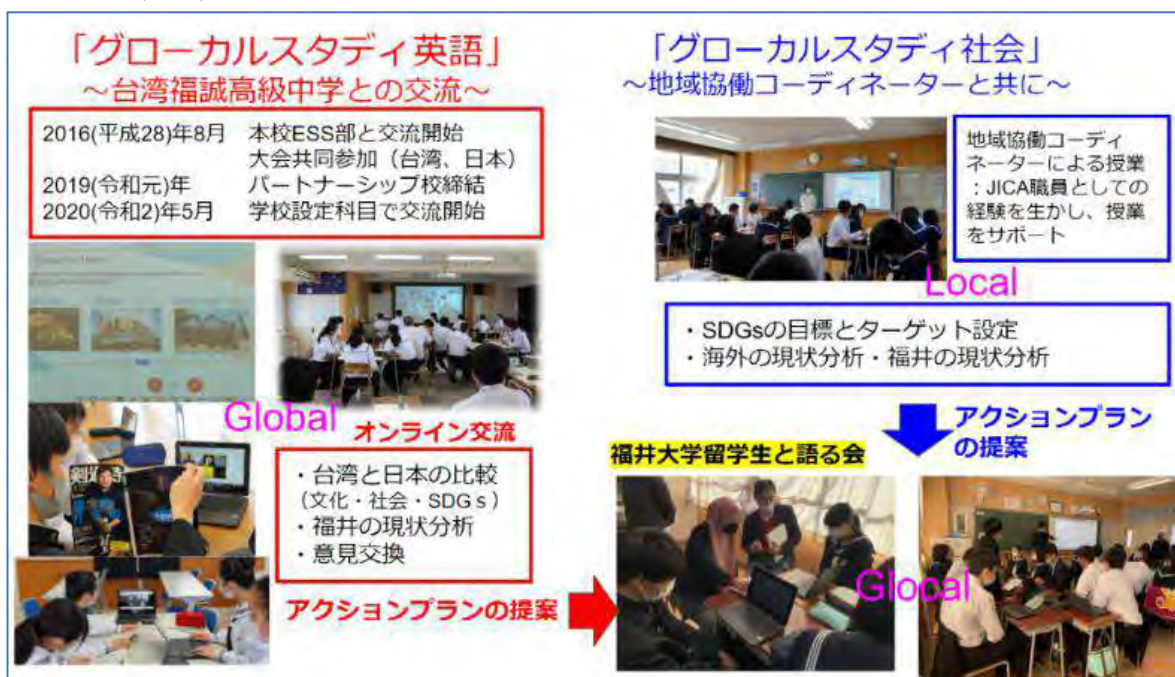 「グローカルスタディ英語」
～台湾福誠高級中学との交流～
2016(平成28)年8月 本校ESS部と交流開始
大会共同参加（台湾、日本）
2019(令和元)年 パートナーシップ校締結
2020(令和2)年5月 学校設定科目で交流開始
Global
オンライン交流
・台湾と日本の比較
（文化・社会・SDGｓ）
・福井の現状分析
・意見交換
アクションプランの提案
「グローカルスタディ社会」
～地域協働コーディネーターと共に～
地域協働コーディ
ネーターによる授業
：JICA職員としての
経験を生かし、授業
をサポート
Local
・SDGsの目標とターゲット設定
・海外の現状分析・福井の現状分析
アクションプラン
の提案
福井大学留学生と語る会
Glocal